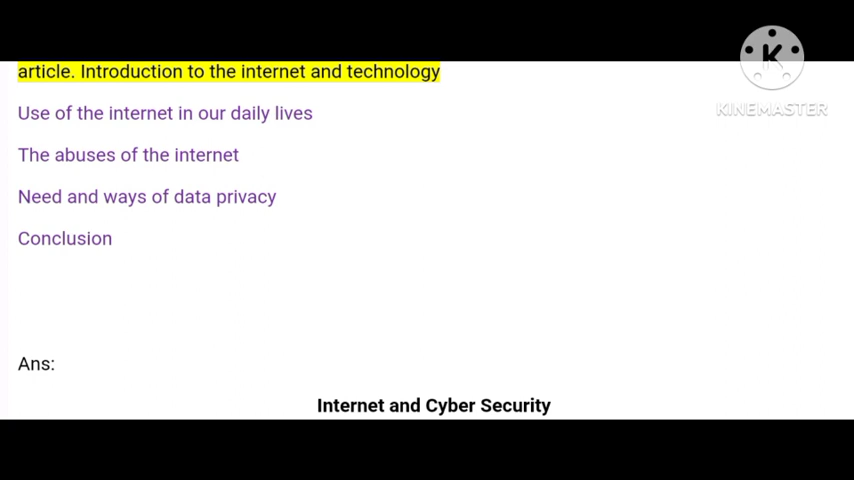 KINEMASTER
article. Introduction to the internet and technology
Use of the internet in our daily lives
The abuses of the internet
Need and ways of data privacy
Conclusion
Ans:
Internet and Cyber Security